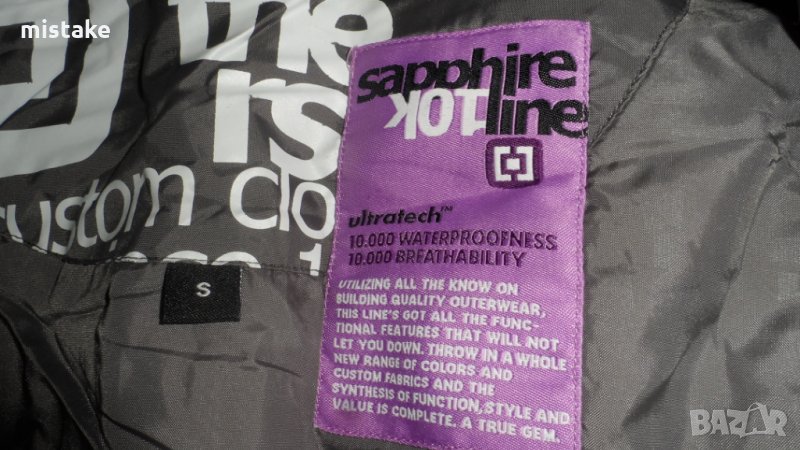 mistake
the
rs
custom clo
S
sapphire
10k line
ultratech™
10.000 WATERPROOFNESS
10.000 BREATHABILITY
UTILIZING ALL THE KNOW ON
BUILDING QUALITY OUTERWEAR,
THIS LINE'S GOT ALL THE FUNC-
TIONAL FEATURES THAT WILL NOT
LET YOU DOWN. THROW IN A WHOLE
NEW RANGE OF COLORS AND
CUSTOM FABRICS AND THE
SYNTHESIS OF FUNCTION, STYLE AND
VALUE IS COMPLETE. A TRUE GEM.
BAZAR